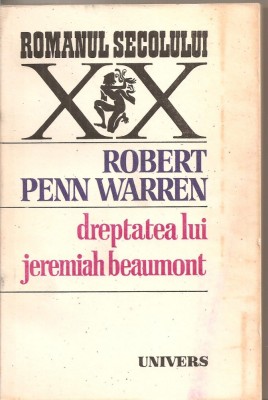 ROMANUL SECOLULUI
XX
ROBERT
PENN WARREN
dreptatea lui
jeremiah beaumont
UNIVERS